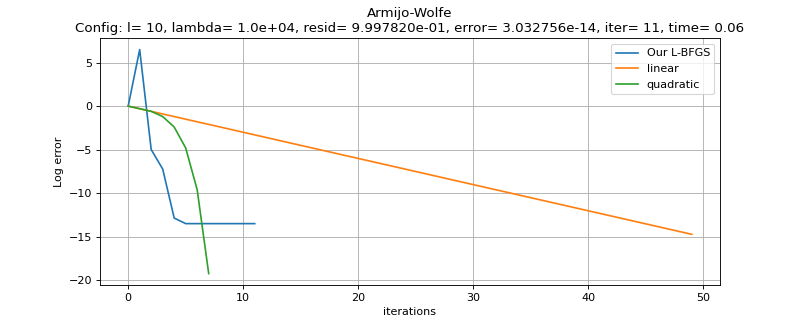 Armijo-Wolfe
Config: l= 10, lambda= 1.0e+04, resid= 9.997820e-01, error= 3.032756e-14, iter= 11, time= 0.06
Our L-BFGS
linear
quadratic
5
0
−5
−10
−15
−20
Log error
0 10 20 30 40 50
iterations